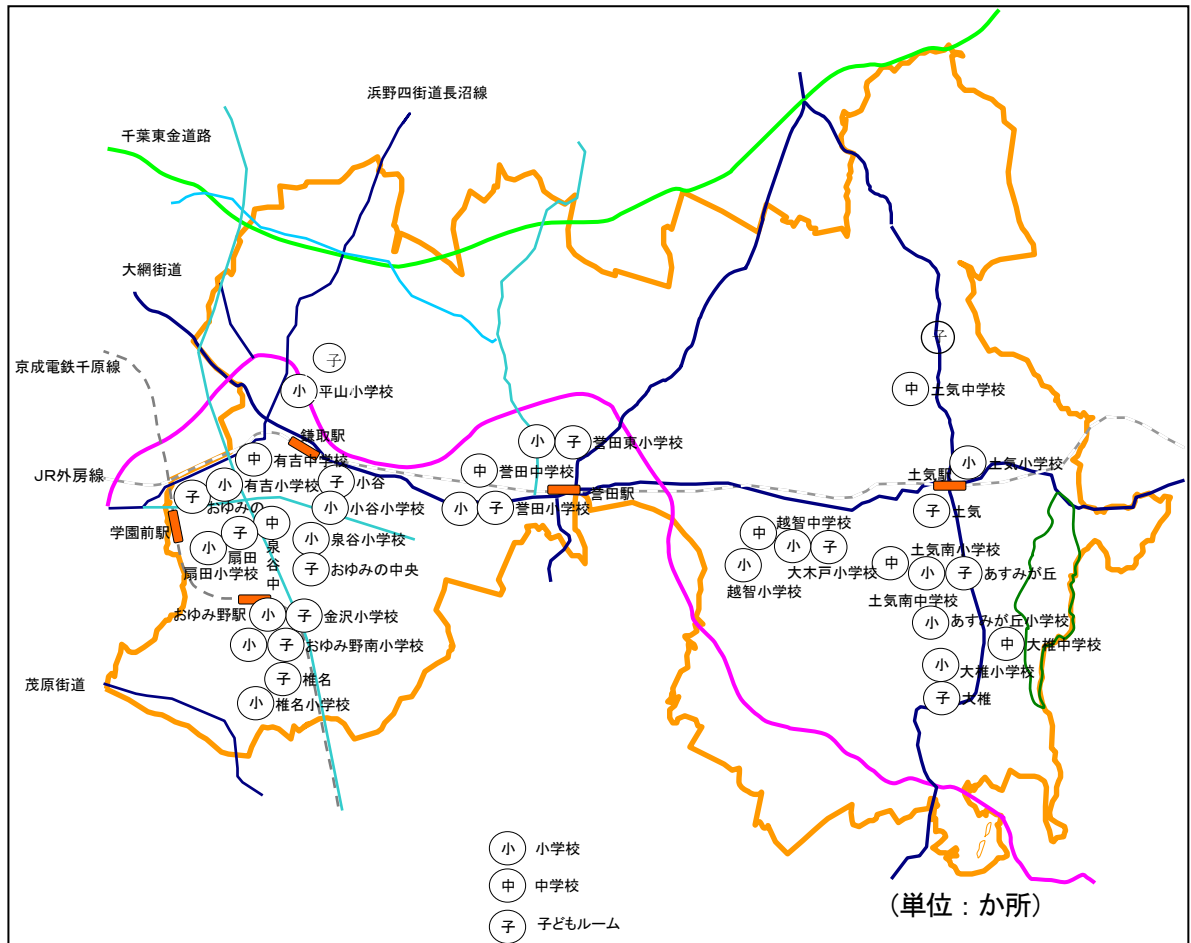 浜野四街道長沼線
千葉東金道路
大網街道
京成電鉄千原線
子
子
小 平山小学校
中 土気中学校
鎌取駅
小 子 誉田東小学校
中 有吉中学校
中 誉田中学校
小 土気小学校
土気駅
JR外房線
小 有吉小学校
子 小谷
誉田駅
子 おゆみの
小 小谷小学校
小 子 誉田小学校
子 土気
学園前駅
子 扇田
中 泉谷中
小 泉谷小学校
中 越智中学校
小 子 大木戸小学校
小 扇田小学校
小 越智小学校
土気南小学校
中 土気南中学校
子 おゆみの中央
小 子 あすみが丘
おゆみ野駅
小 子 金沢小学校
小 あすみが丘小学校
小 子 おゆみ野南小学校
中 大椎中学校
小 大椎小学校
子 椎名
茂原街道
小 椎名小学校
子 大椎
小 小学校
中 中学校
子 子どもルーム
（単位：か所）